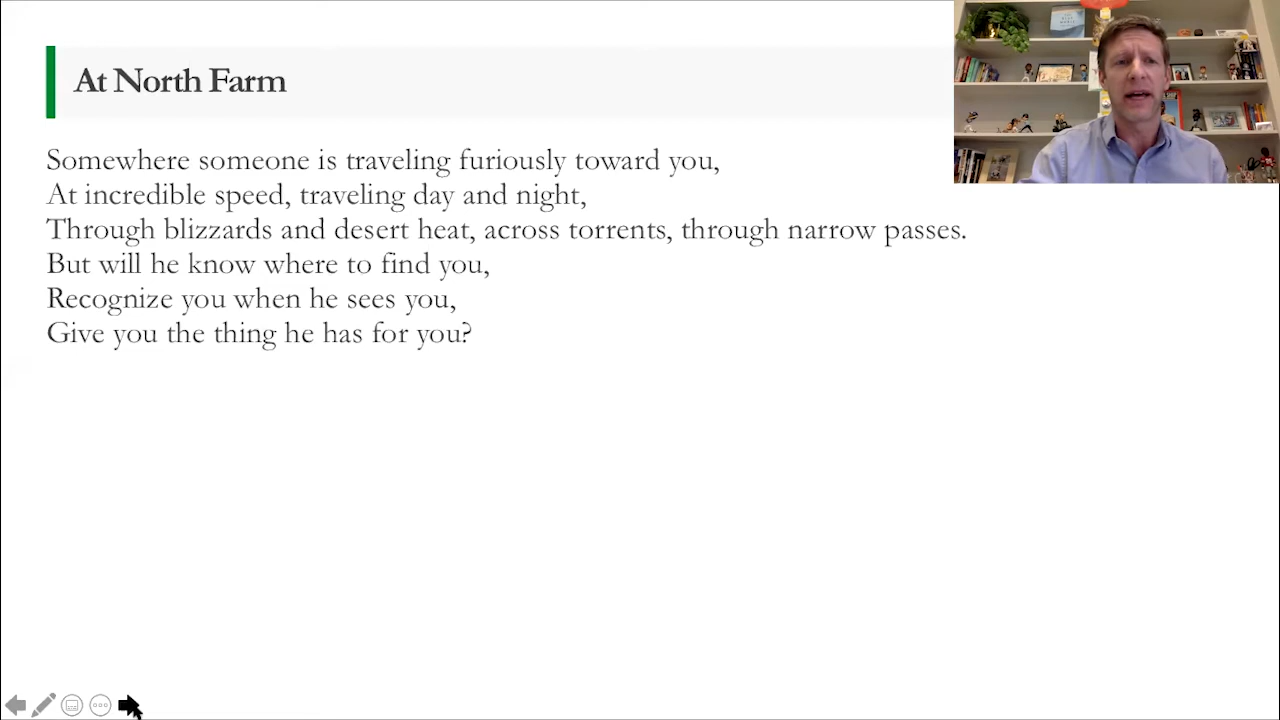 At North Farm
Somewhere someone is traveling furiously toward you,
At incredible speed, traveling day and night,
Through blizzards and desert heat, across torrents, through narrow passes.
But will he know where to find you,
Recognize you when he sees you,
Give you the thing he has for you?